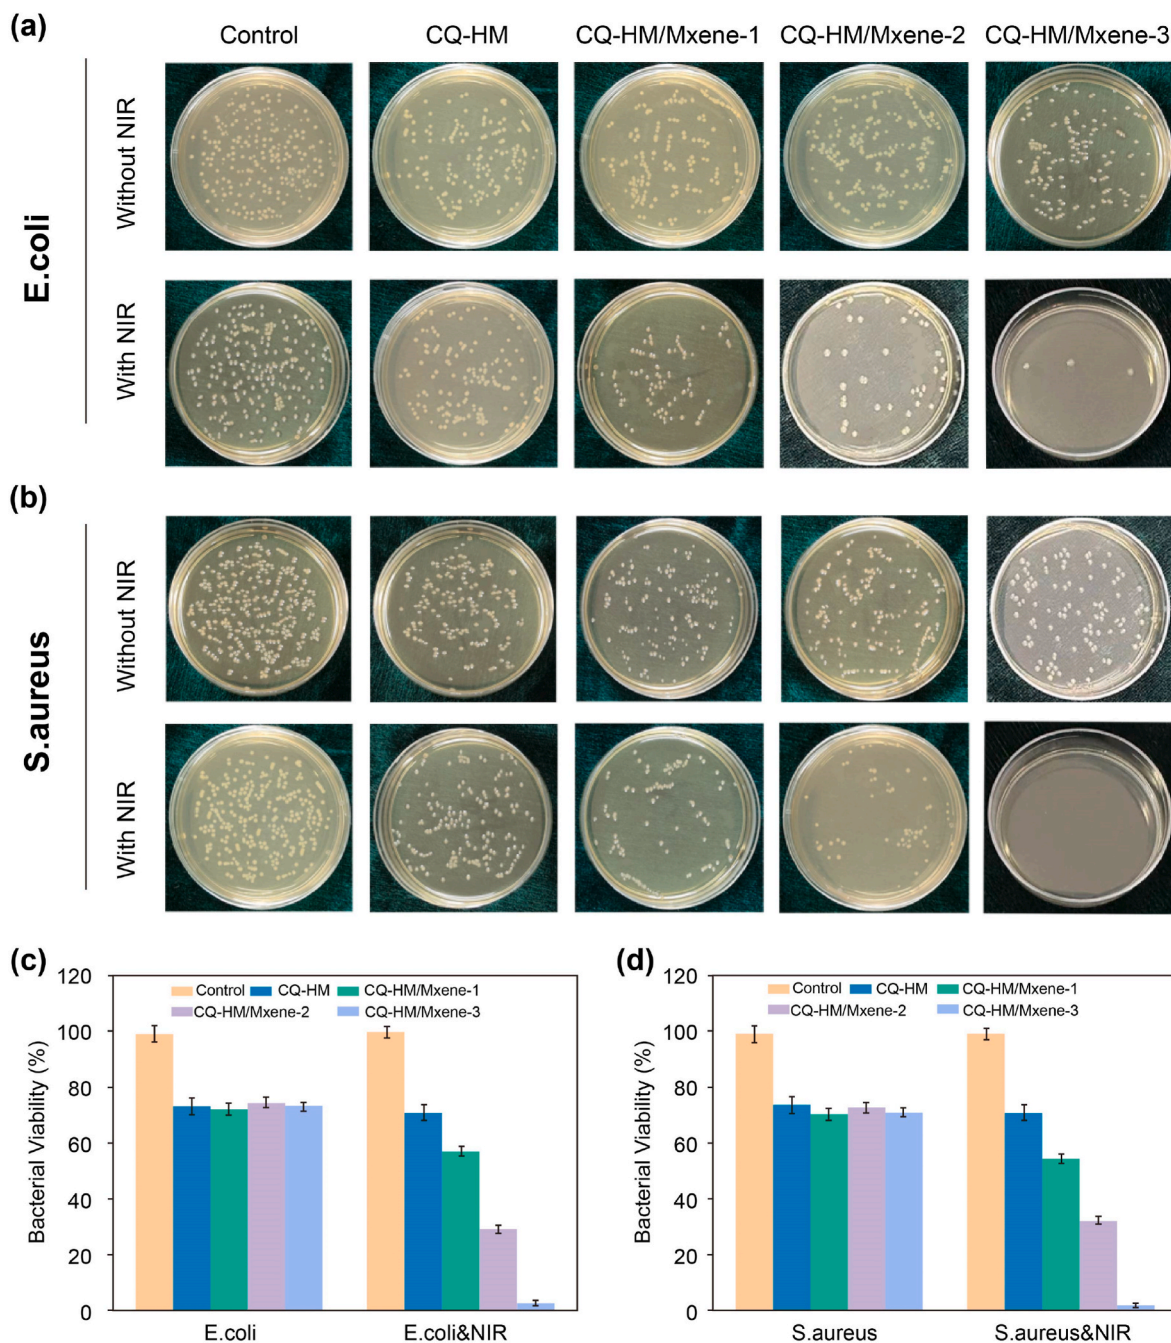 (a)
Control CQ-HM CQ-HM/Mxene-1 CQ-HM/Mxene-2 CQ-HM/Mxene-3
E.coli
Without NIR
With NIR
(b)
S.aureus
Without NIR
With NIR
(c)
Bacterial Viability (%)
120
100
80
60
40
20
0
Control CQ-HM CQ-HM/Mxene-1
CQ-HM/Mxene-2 CQ-HM/Mxene-3
E.coli E.coli&NIR
(d)
Bacterial Viability (%)
120
100
80
60
40
20
0
Control CQ-HM CQ-HM/Mxene-1
CQ-HM/Mxene-2 CQ-HM/Mxene-3
S.aureus S.aureus&NIR